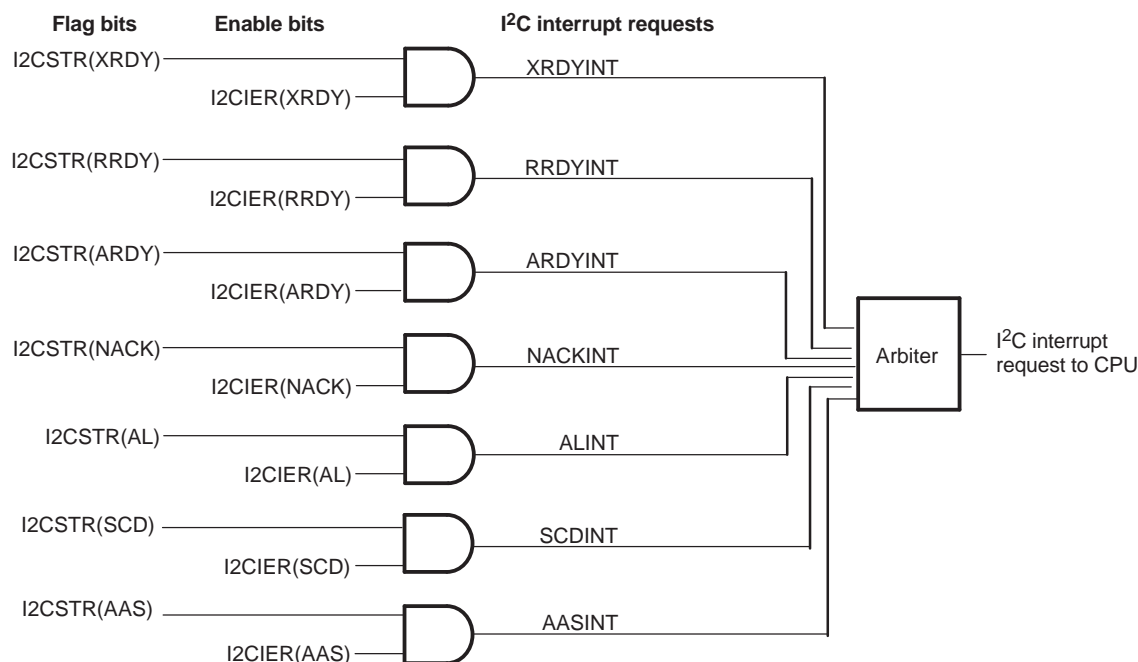 Flag bits Enable bits I²C interrupt requests
I2CSTR(XRDY)
XRDYINT
I2CIER(XRDY)
I2CSTR(RRDY)
RRDYINT
I2CIER(RRDY)
I2CSTR(ARDY)
ARDYINT
I2CIER(ARDY)
I2CSTR(NACK)
NACKINT
I2CIER(NACK)
Arbiter
I²C interrupt
request to CPU
I2CSTR(AL)
ALINT
I2CIER(AL)
I2CSTR(SCD)
SCDINT
I2CIER(SCD)
I2CSTR(AAS)
AASINT
I2CIER(AAS)